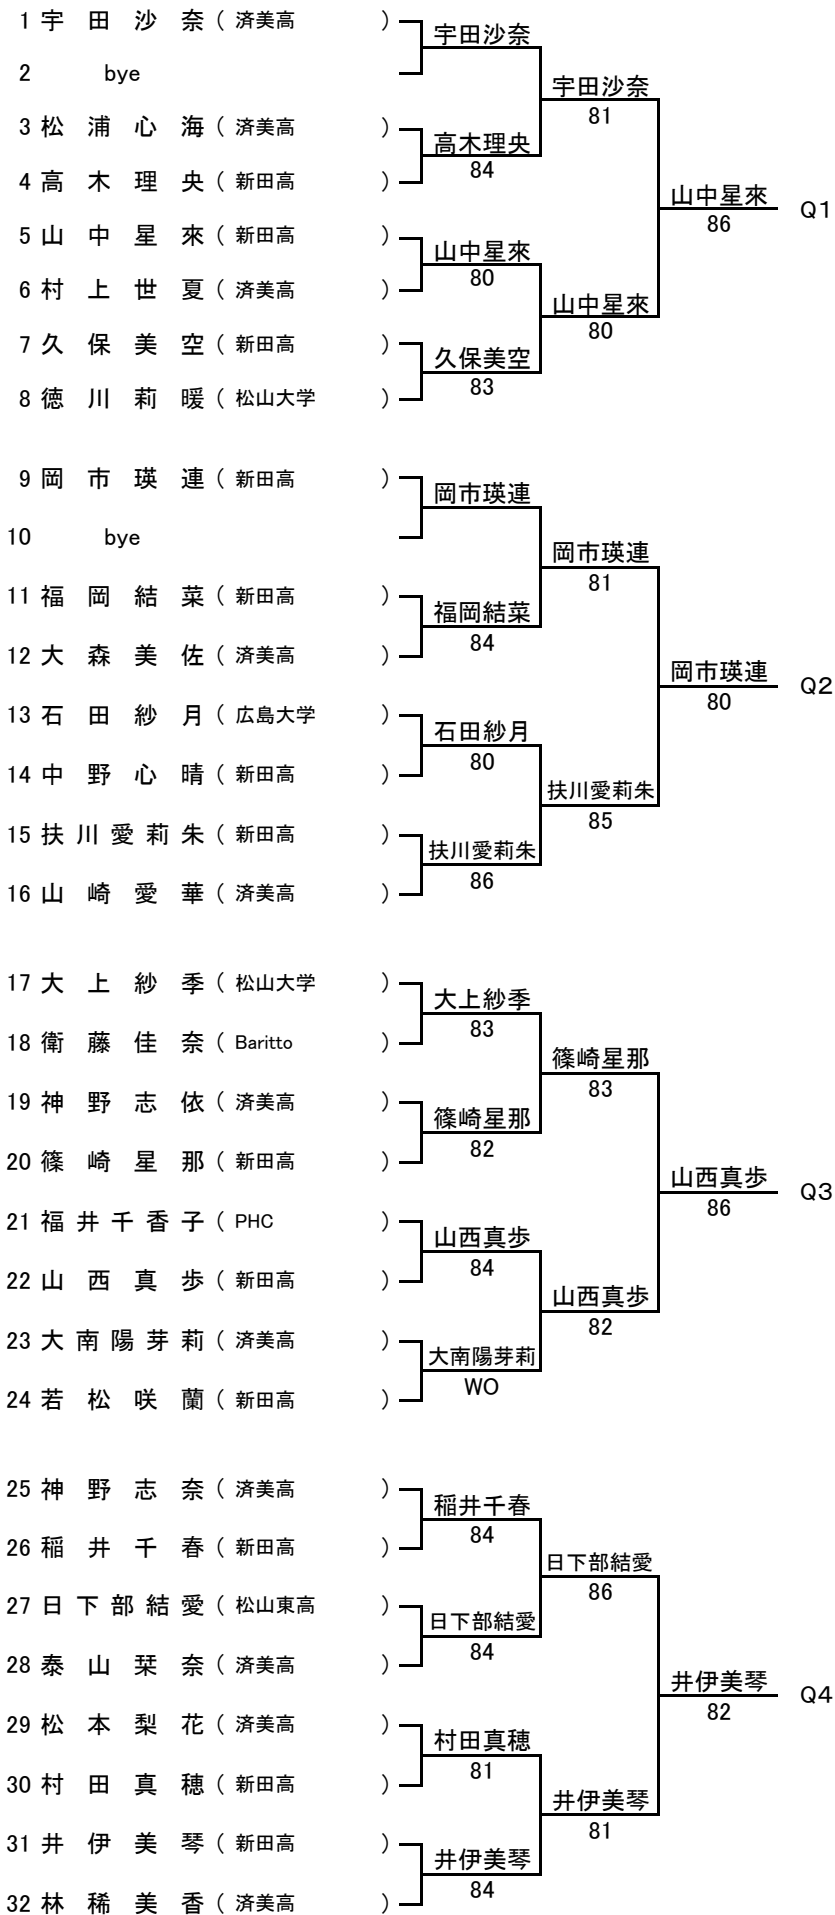 1 宇田沙奈 ( 済美高 )
宇田沙奈
2 bye
宇田沙奈
81
3 松浦心海 ( 済美高 )
高木理央
84
4 高木理央 ( 新田高 )
山中星來 Q1
86
5 山中星來 ( 新田高 )
山中星來
80
6 村上世夏 ( 済美高 )
山中星來
80
7 久保美空 ( 新田高 )
久保美空
83
8 徳川莉暖 ( 松山大学 )
9 岡市瑛連 ( 新田高 )
岡市瑛連
10 bye
岡市瑛連
81
11 福岡結菜 ( 新田高 )
福岡結菜
84
12 大森美佐 ( 済美高 )
岡市瑛連 Q2
80
13 石田紗月 ( 広島大学 )
石田紗月
80
14 中野心晴 ( 新田高 )
扶川愛莉朱
85
15 扶川愛莉朱 ( 新田高 )
扶川愛莉朱
86
16 山崎愛華 ( 済美高 )
17 大上紗季 ( 松山大学 )
大上紗季
83
18 衛藤佳奈 ( Baritto )
篠崎星那
83
19 神野志依 ( 済美高 )
篠崎星那
82
20 篠崎星那 ( 新田高 )
山西真歩 Q3
86
21 福井千香子 ( PHC )
山西真歩
84
22 山西真歩 ( 新田高 )
山西真歩
82
23 大南陽芽莉 ( 済美高 )
大南陽芽莉
WO
24 若松咲蘭 ( 新田高 )
25 神野志奈 ( 済美高 )
稲井千春
84
26 稲井千春 ( 新田高 )
日下部結愛
86
27 日下部結愛 ( 松山東高 )
日下部結愛
84
28 泰山栞奈 ( 済美高 )
井伊美琴 Q4
82
29 松本梨花 ( 済美高 )
村田真穂
81
30 村田真穂 ( 新田高 )
井伊美琴
81
31 井伊美琴 ( 新田高 )
井伊美琴
84
32 林稀美香 ( 済美高 )